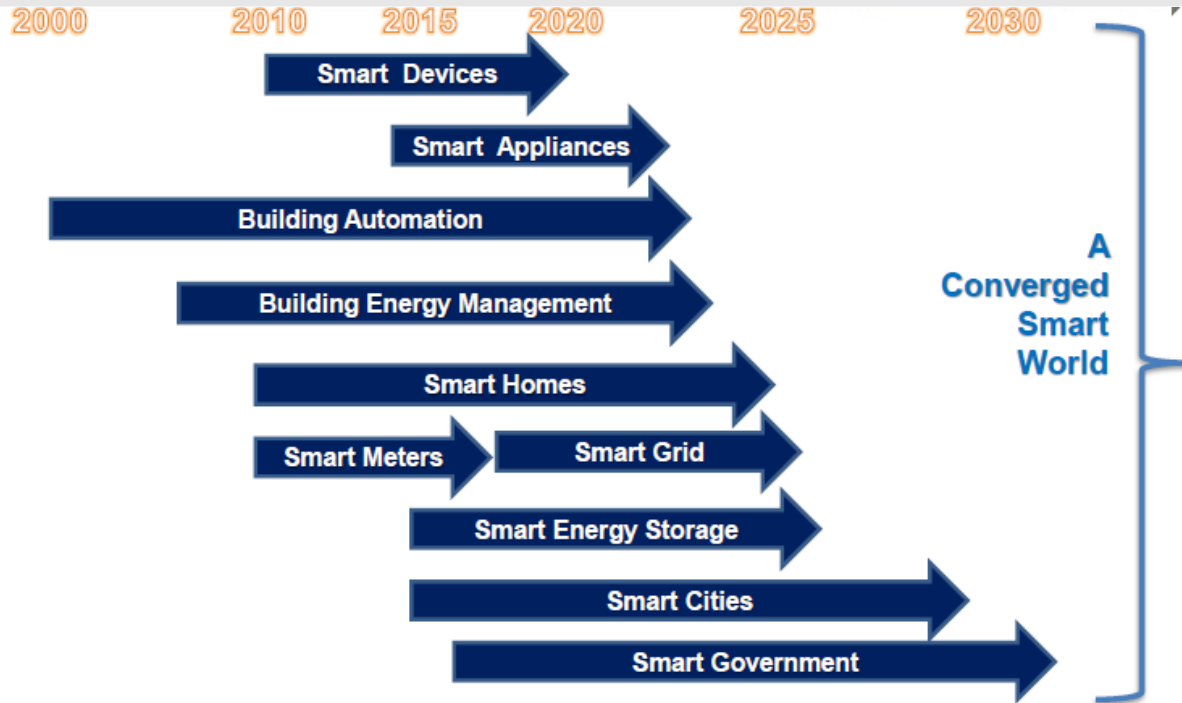 2000 2010 2015 2020 2025 2030
Smart Devices
Smart Appliances
Building Automation
Building Energy Management
Smart Homes
Smart Meters
Smart Grid
Smart Energy Storage
Smart Cities
Smart Government
A
Converged
Smart
World